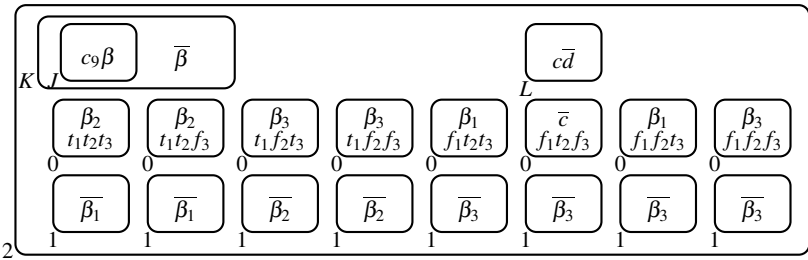 c₉β β̅ cd̅
K J L
β₂ β₂ β₃ β₃ β₁ c̅ β₁ β₃
t₁t₂t₃ t₁t₂f₃ t₁f₂t₃ t₁f₂f₃ f₁t₂t₃ f₁t₂f₃ f₁f₂t₃ f₁f₂f₃
0 0 0 0 0 0 0 0
β̅₁ β̅₁ β̅₂ β̅₂ β̅₃ β̅₃ β̅₃ β̅₃
2 1 1 1 1 1 1 1 1